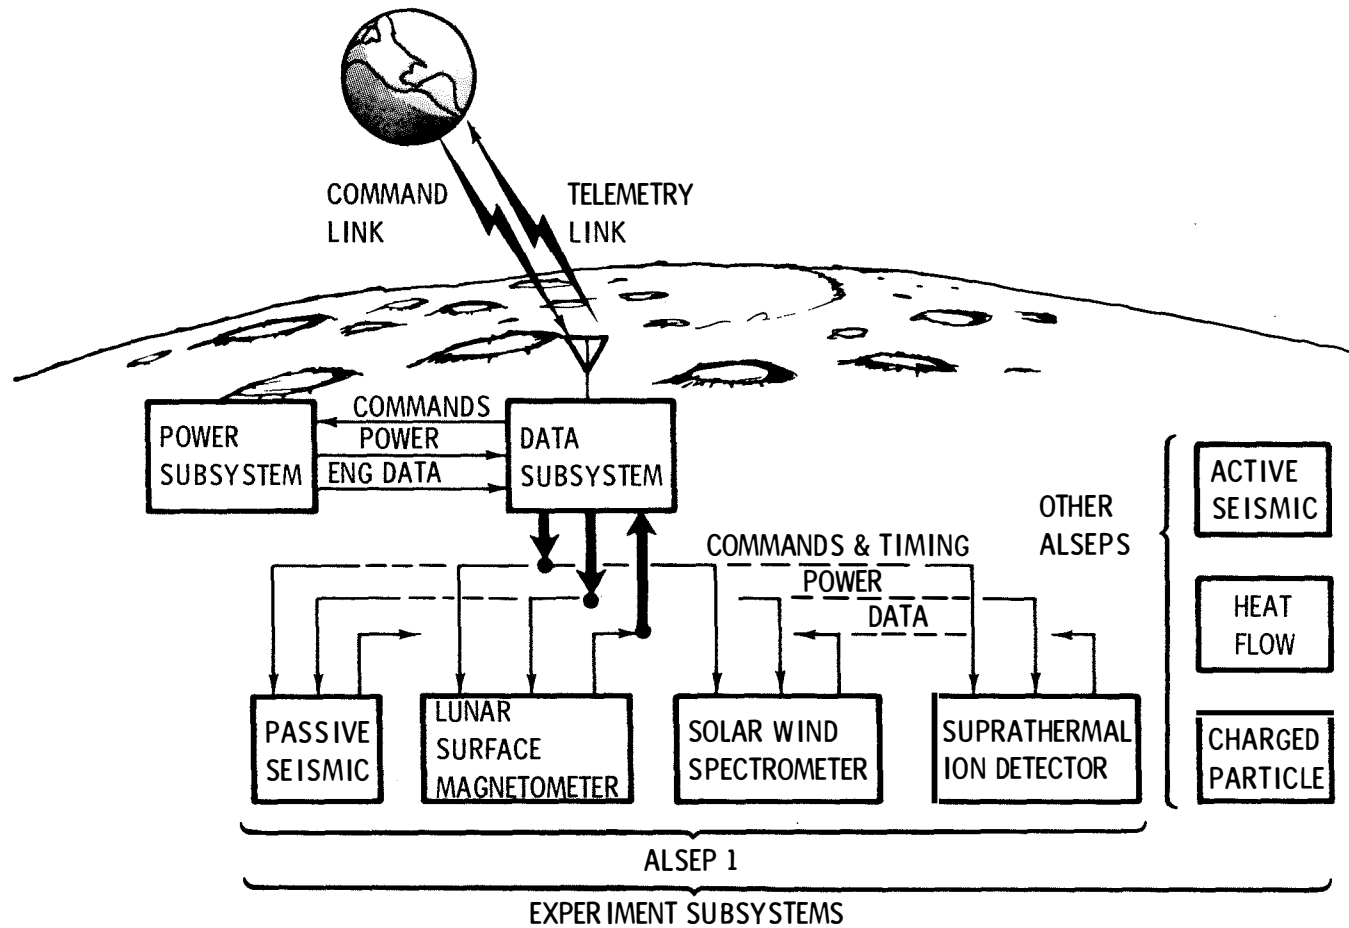 COMMAND
LINK
TELEMETRY
LINK
POWER
SUBSYSTEM
COMMANDS
POWER
ENG DATA
DATA
SUBSYSTEM
COMMANDS & TIMING
POWER
DATA
OTHER
ALSEPS
ACTIVE
SEISMIC
HEAT
FLOW
CHARGED
PARTICLE
PASSIVE
SEISMIC
LUNAR
SURFACE
MAGNETOMETER
SOLAR WIND
SPECTROMETER
SUPRATHERMAL
ION DETECTOR
ALSEP 1
EXPERIMENT SUBSYSTEMS